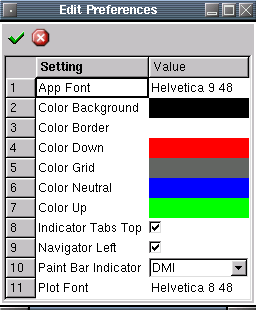 Edit Preferences
Setting Value
1 App Font Helvetica 9 48
2 Color Background
3 Color Border
4 Color Down
5 Color Grid
6 Color Neutral
7 Color Up
8 Indicator Tabs Top
9 Navigator Left
10 Paint Bar Indicator DMI
11 Plot Font Helvetica 8 48